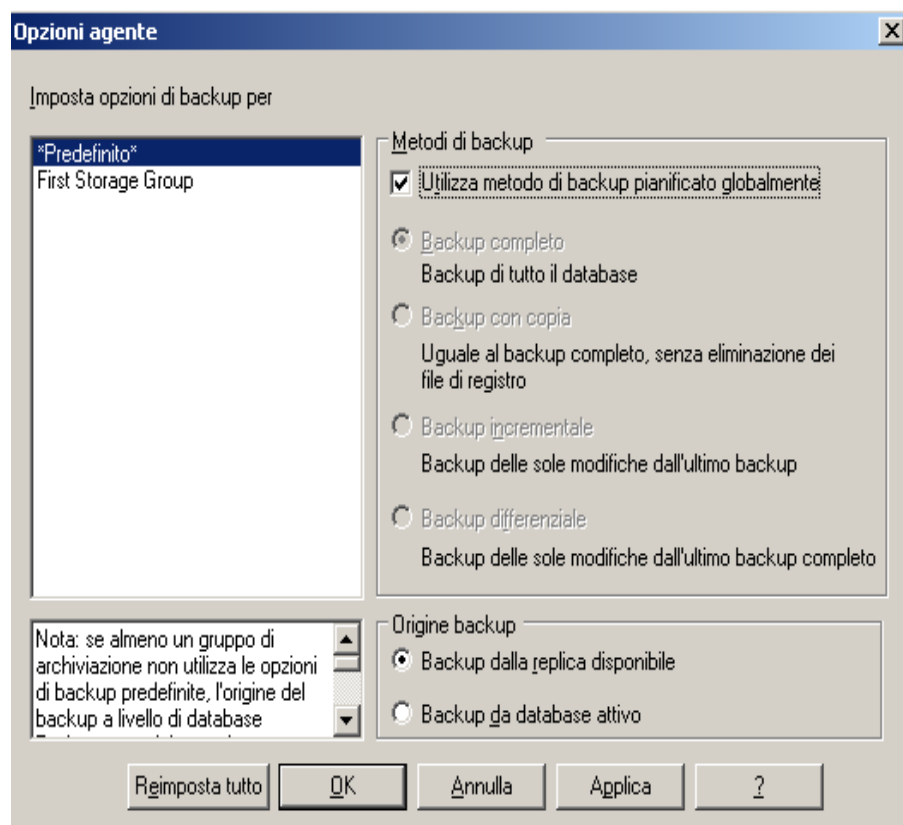 Opzioni agente
Imposta opzioni di backup per
*Predefinito*
First Storage Group
Metodi di backup
Utilizza metodo di backup pianificato globalmente
Backup completo
Backup di tutto il database
Backup con copia
Uguale al backup completo, senza eliminazione dei
file di registro
Backup incrementale
Backup delle sole modifiche dall'ultimo backup
Backup differenziale
Backup delle sole modifiche dall'ultimo backup completo
Nota: se almeno un gruppo di
archiviazione non utilizza le opzioni
di backup predefinite, l'origine del
backup a livello di database
Origine backup
Backup dalla replica disponibile
Backup da database attivo
Reimposta tutto
OK
Annulla
Applica
?